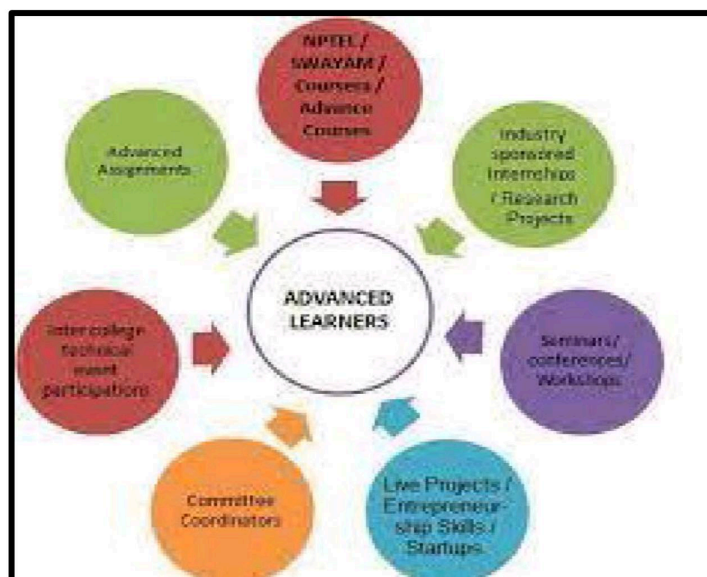 NPTEL /
SWAYAM /
Coursera /
Advance
Courses
Industry
sponsored
Internships
/ Research
Projects
Seminars/
conferences/
Workshops
Live Projects /
Entrepreneur-
ship Skills /
Startups
Committee
Coordinators
Inter college
technical
event
participations
Advanced
Assignments
ADVANCED
LEARNERS